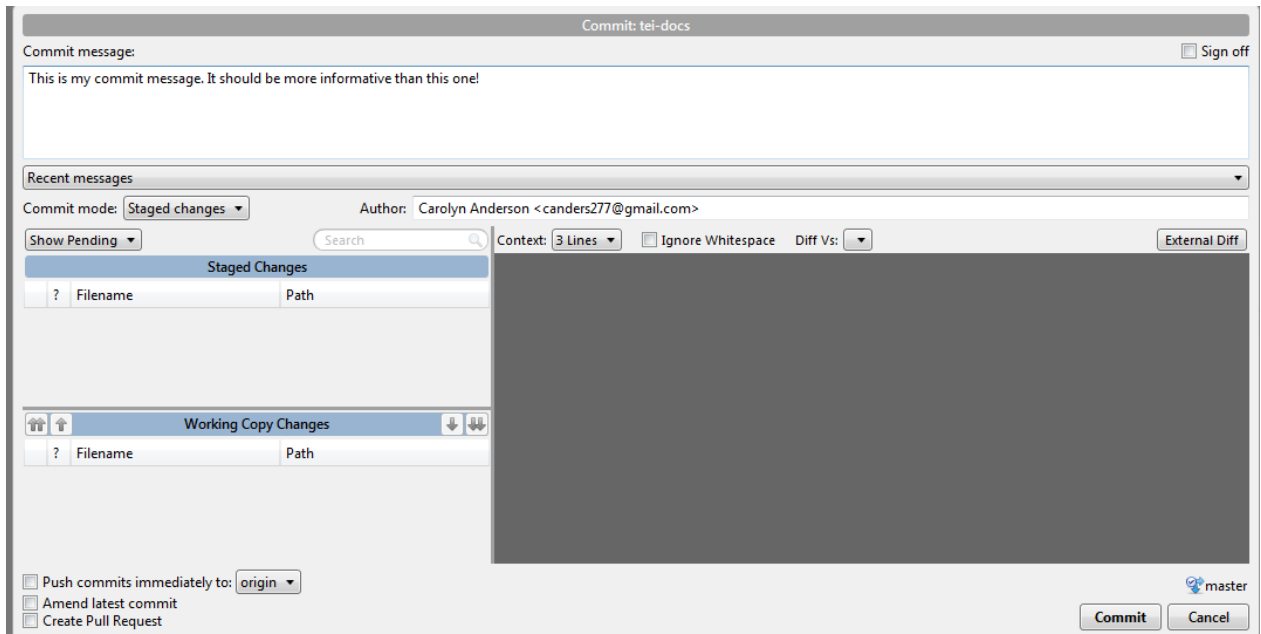 Commit: tei-docs
Commit message: Sign off
This is my commit message. It should be more informative than this one!
Recent messages
Commit mode: Staged changes Author: Carolyn Anderson <canders277@gmail.com>
Show Pending Search Context: 3 Lines Ignore Whitespace Diff Vs: External Diff
Staged Changes
? Filename Path
Working Copy Changes
? Filename Path
Push commits immediately to: origin
master
Amend latest commit
Create Pull Request
Commit Cancel